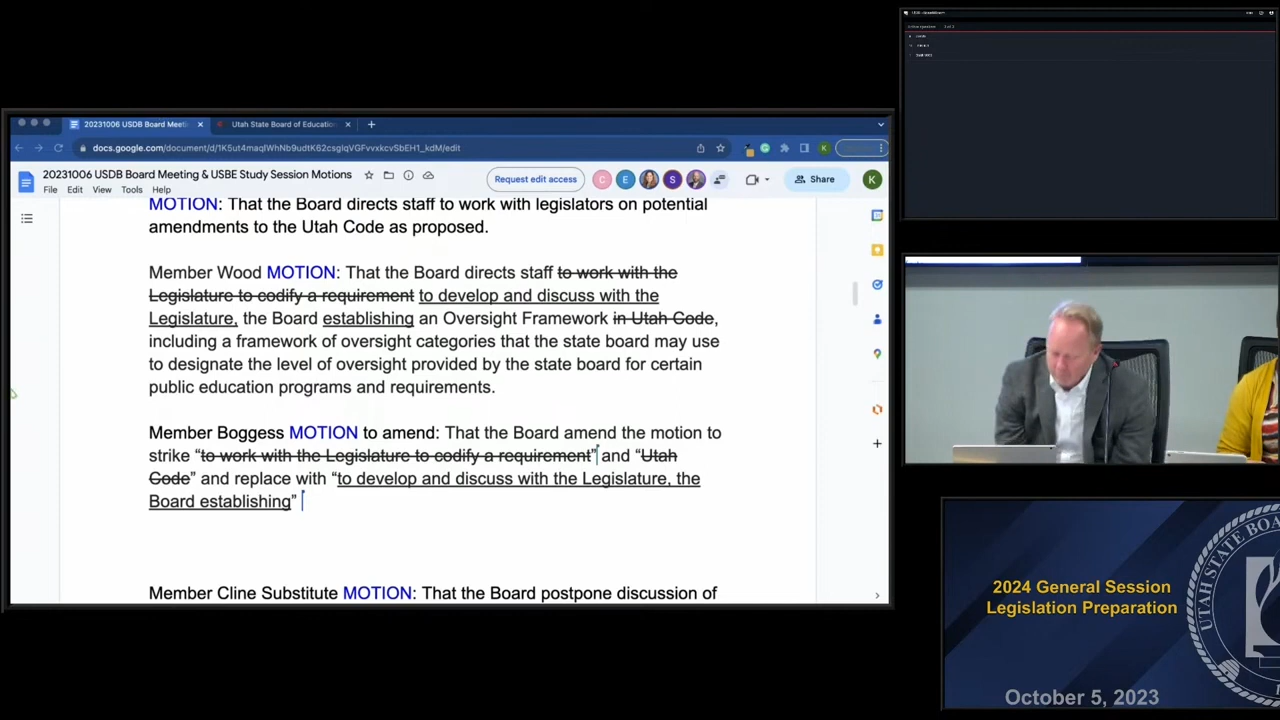 20231006 USDB Board Meeti
Utah State Board of Education
docs.google.com/document/d/1K5ut4maqlWhNb9udtK62csglqVGFvvxkcvSbEH1_kdM/edit
20231006 USDB Board Meeting & USBE Study Session Motions
File Edit View Tools Help
Request edit access
C E S
Share
K
MOTION: That the Board directs staff to work with legislators on potential
amendments to the Utah Code as proposed.
Member Wood MOTION: That the Board directs staff to work with the
Legislature to codify a requirement to develop and discuss with the
Legislature, the Board establishing an Oversight Framework in Utah Code,
including a framework of oversight categories that the state board may use
to designate the level of oversight provided by the state board for certain
public education programs and requirements.
Member Boggess MOTION to amend: That the Board amend the motion to
strike “to work with the Legislature to codify a requirement” and “Utah
Code” and replace with “to develop and discuss with the Legislature, the
Board establishing”
Member Cline Substitute MOTION: That the Board postpone discussion of
2024 General Session
Legislation Preparation
October 5, 2023
UTAH STATE BOA